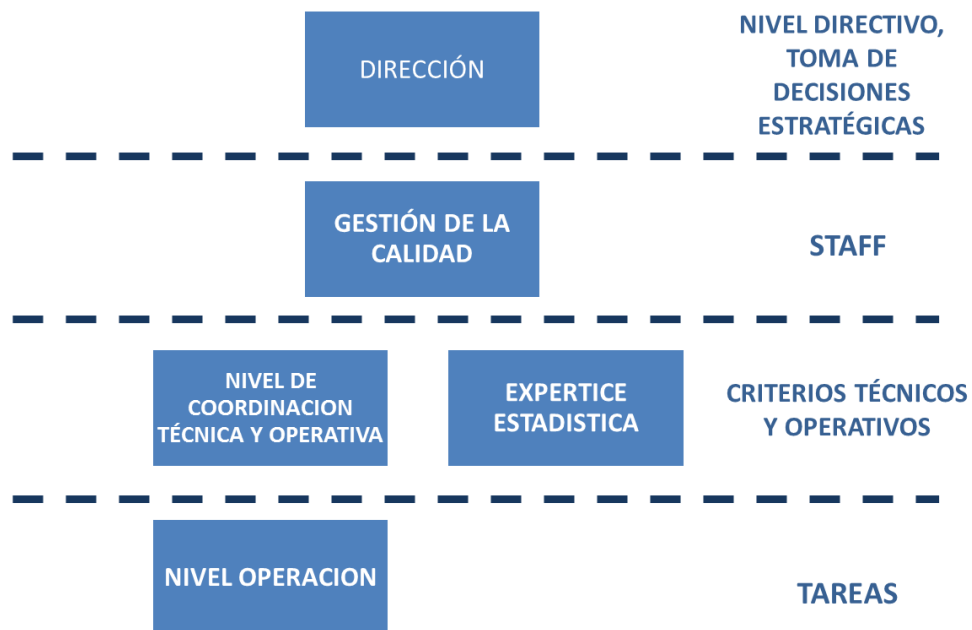 DIRECCIÓN
NIVEL DIRECTIVO,
TOMA DE
DECISIONES
ESTRATÉGICAS
GESTIÓN DE LA
CALIDAD
STAFF
NIVEL DE
COORDINACION
TÉCNICA Y OPERATIVA
EXPERTICE
ESTADISTICA
CRITERIOS TÉCNICOS
Y OPERATIVOS
NIVEL OPERACION
TAREAS